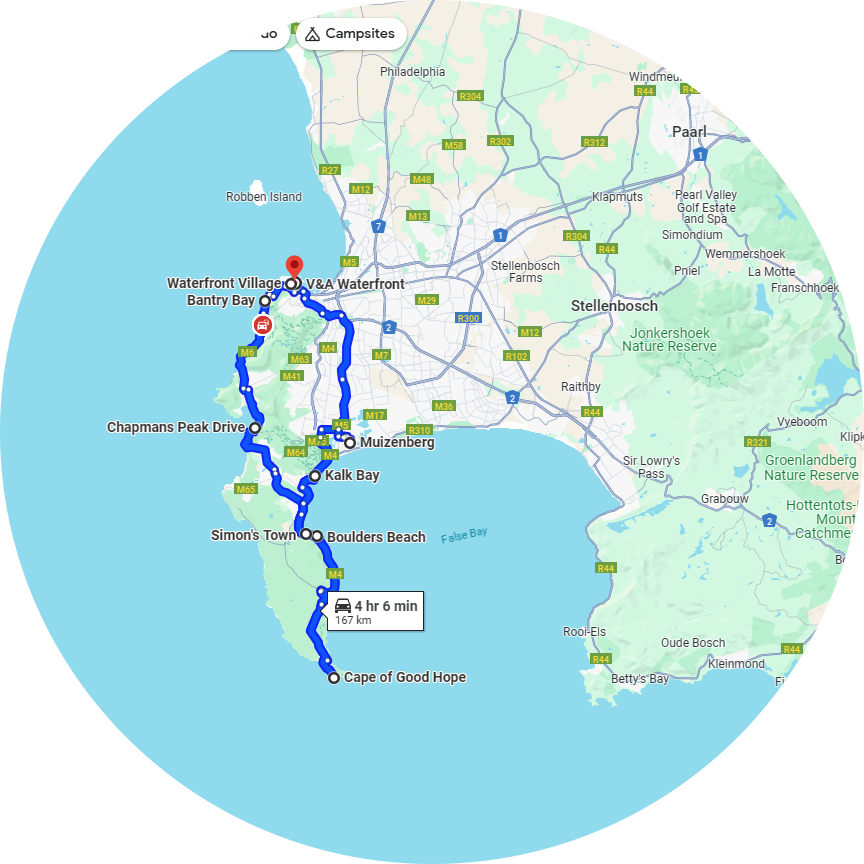 Campsites
Philadelphia
R304
R44
Paarl
M58
R302
R312
1
R27
M12
M48
Robben Island
Klapmuts
Pearl Valley
Golf Estate
and Spa
M13
7
1
R304
Simondium
R44
M5
Wemmershoek
Stellenbosch
Farms
Pniel
La Motte
Franschhoek
Waterfront Village
V&A Waterfront
Bantry Bay
M29
Stellenbosch
R300
2
M12
Jonkershoek
Nature Reserve
M6
M4
M63
M7
R102
M41
Raithby
2
M36
R44
M17
Chapmans Peak Drive
M5
R310
Vyeboom
Muizenberg
R321
M64
M4
Sir Lowry's
Pass
Groenlandberg
Nature Reserve
Kalk Bay
M65
Grabouw
Hottentots-
Mount
Catchme
2
Simon's Town
Boulders Beach
False Bay
R44
M4
4 hr 6 min
167 km
Rooi-Els
Oude Bosch
R44
R44
Kleinmond
Cape of Good Hope
Betty's Bay